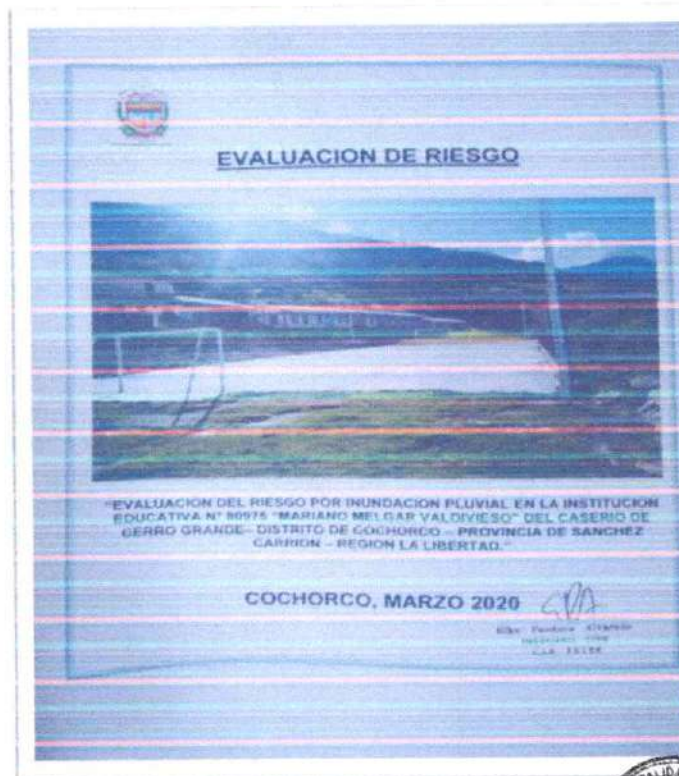 EVALUACION DE RIESGO
"EVALUACION DEL RIESGO POR INUNDACION PLUVIAL EN LA INSTITUCION
EDUCATIVA N° 80976 "MARIANO MELGAR VALDIVIESO" DEL CASERIO DE
CERRO GRANDE– DISTRITO DE COCHORCO – PROVINCIA DE SANCHEZ
CARRION – REGION LA LIBERTAD."
COCHORCO, MARZO 2020